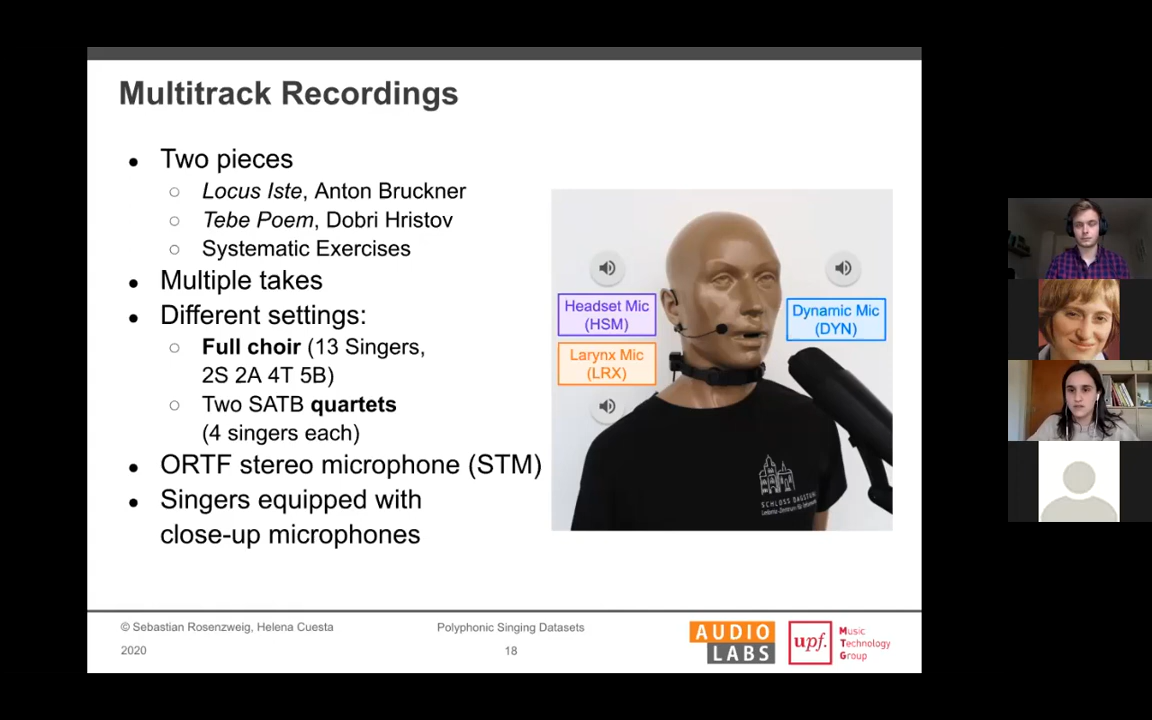 Multitrack Recordings
● Two pieces
○ Locus Iste, Anton Bruckner
○ Tebe Poem, Dobri Hristov
○ Systematic Exercises
● Multiple takes
● Different settings:
○ Full choir (13 Singers,
2S 2A 4T 5B)
○ Two SATB quartets
(4 singers each)
● ORTF stereo microphone (STM)
● Singers equipped with
close-up microphones
Headset Mic
(HSM)
Larynx Mic
(LRX)
Dynamic Mic
(DYN)
SCHLOSS DAGSTUHL
© Sebastian Rosenzweig, Helena Cuesta
Polyphonic Singing Datasets
2020
18
AUDIO
LABS
upf.
Music
Technology
Group